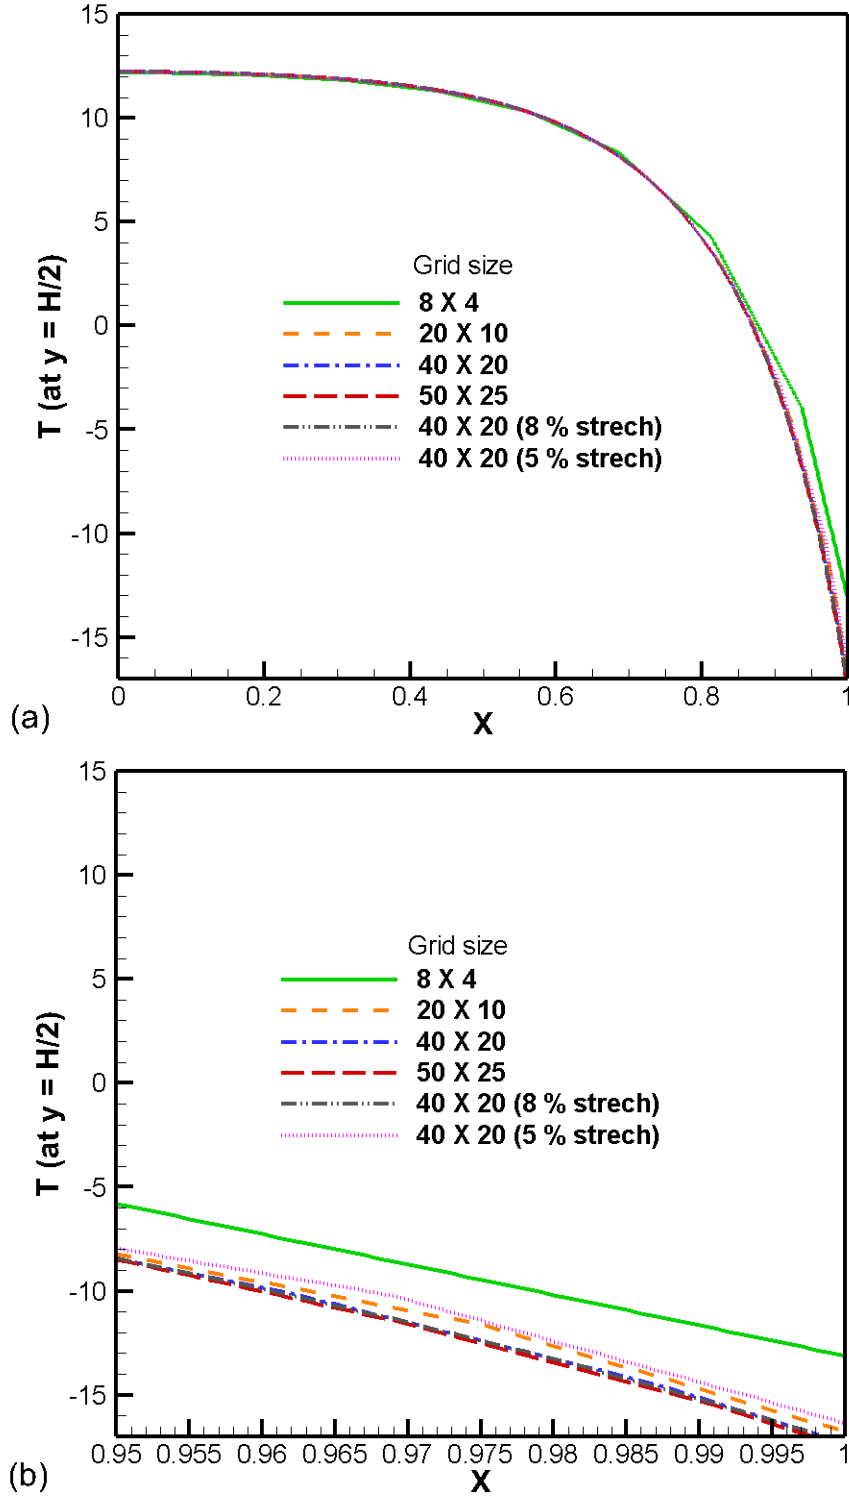 15
10
5
0
-5
-10
-15
T (at y = H/2)
Grid size
8 X 4
20 X 10
40 X 20
50 X 25
40 X 20 (8 % strech)
40 X 20 (5 % strech)
0 0.2 0.4 0.6 0.8 1
X
(a)
15
10
5
0
-5
-10
-15
T (at y = H/2)
Grid size
8 X 4
20 X 10
40 X 20
50 X 25
40 X 20 (8 % strech)
40 X 20 (5 % strech)
0.95 0.955 0.96 0.965 0.97 0.975 0.98 0.985 0.99 0.995 1
X
(b)